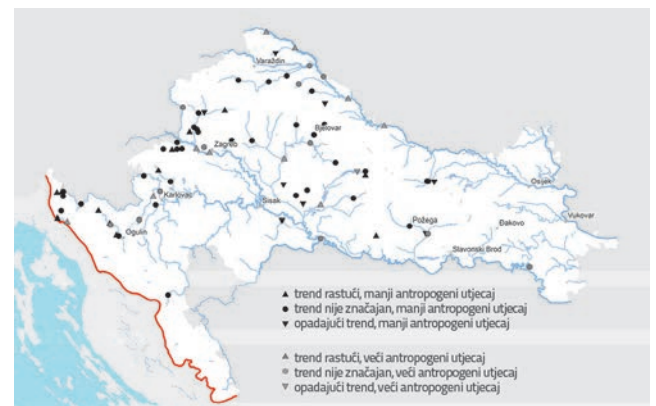 Varaždin
Bjelovar
Zagreb
Karlovac
Sisak
Ogulin
Požega
Osijek
Đakovo
Vukovar
Slavonski Brod
▲ trend rastući, manji antropogeni utjecaj
● trend nije značajan, manji antropogeni utjecaj
▼ opadajući trend, manji antropogeni utjecaj
▲ trend rastući, veći antropogeni utjecaj
● trend nije značajan, veći antropogeni utjecaj
▼ opadajući trend, veći antropogeni utjecaj